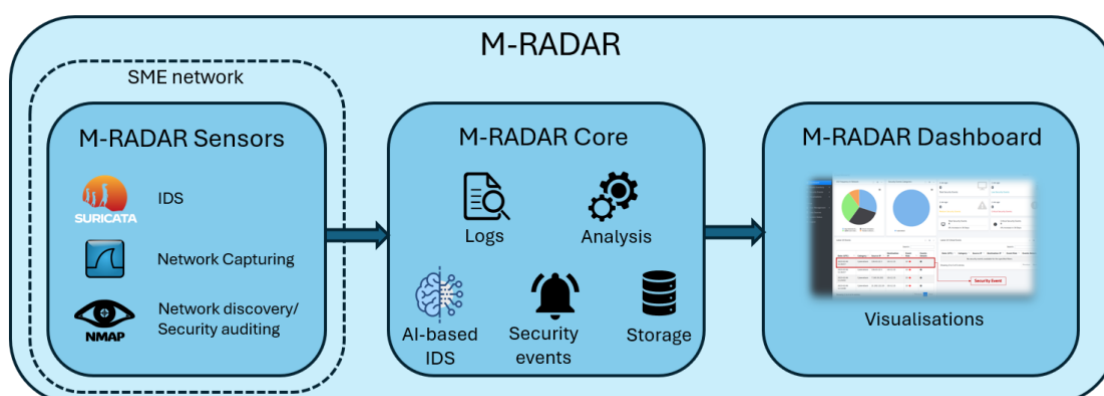 M-RADAR
SME network
M-RADAR Sensors
SURICATA
IDS
Network Capturing
NMAP
Network discovery/
Security auditing
M-RADAR Core
Logs
Analysis
AI-based
IDS
Security
events
Storage
M-RADAR Dashboard
Security Event
Visualisations